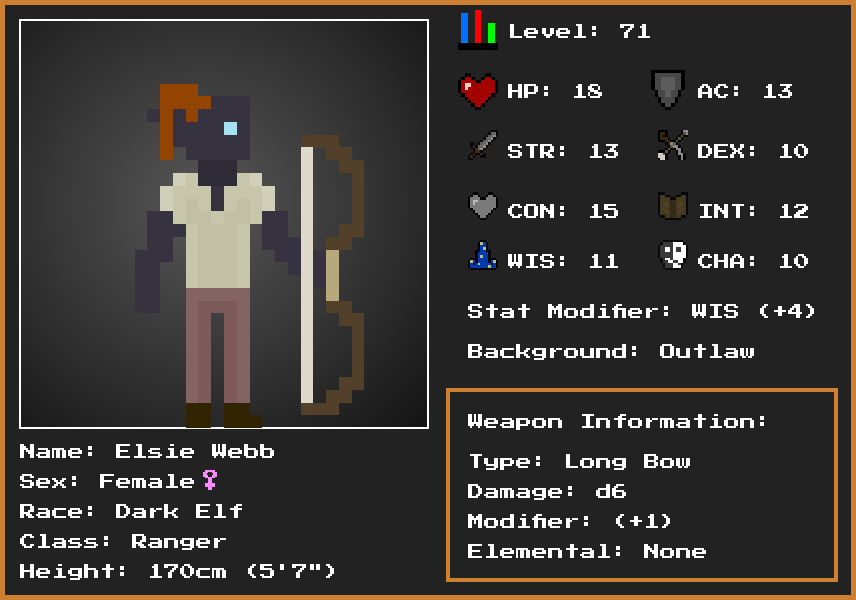 Level: 71
HP: 18
AC: 13
STR: 13
DEX: 10
CON: 15
INT: 12
WIS: 11
CHA: 10
Stat Modifier: WIS (+4)
Background: Outlaw
Name: Elsie Webb
Sex: Female
Race: Dark Elf
Class: Ranger
Height: 170cm (5'7")
Weapon Information:
Type: Long Bow
Damage: d6
Modifier: (+1)
Elemental: None